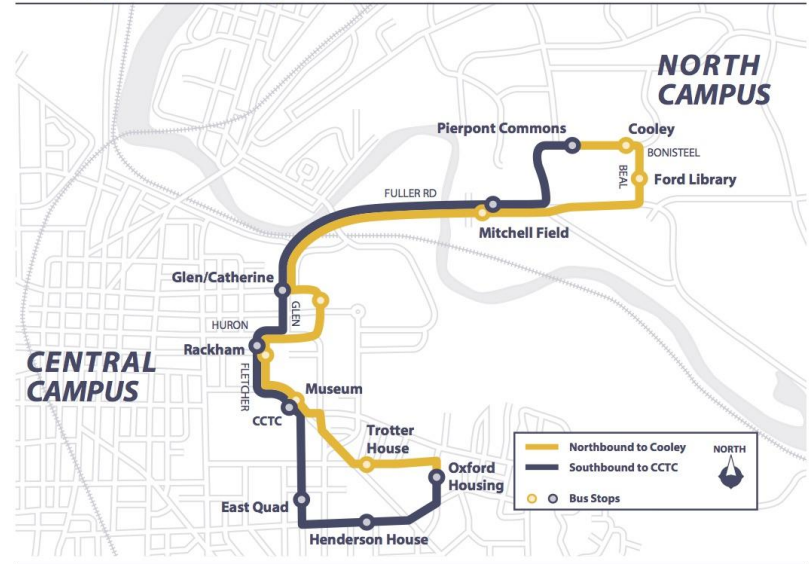 NORTH
CAMPUS
Pierpont Commons
Cooley
BONISTEEL
BEAL
Ford Library
FULLER RD
Mitchell Field
Glen/Catherine
GLEN
HURON
Rackham
CENTRAL
CAMPUS
FLETCHER
Museum
CCTC
Trotter
House
Oxford
Housing
East Quad
Henderson House
Northbound to Cooley
Southbound to CCTC
Bus Stops
NORTH